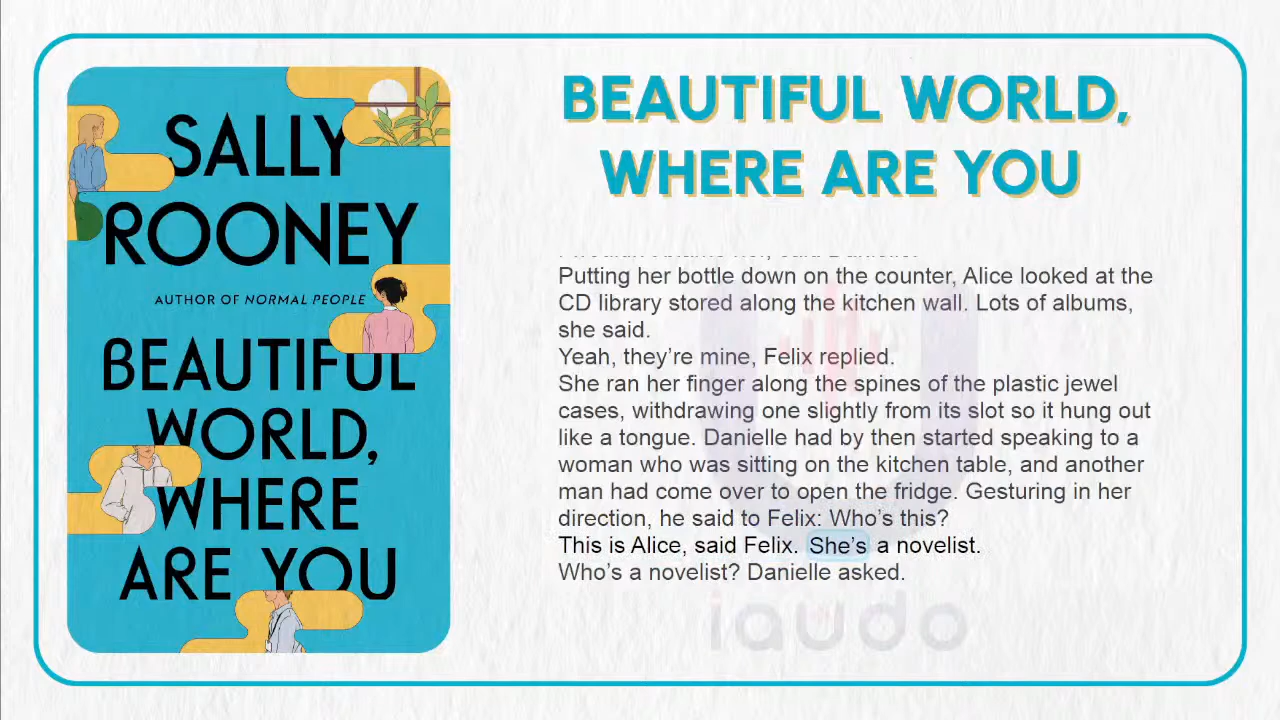 SALLY
ROONEY
AUTHOR OF NORMAL PEOPLE
BEAUTIFUL
WORLD,
WHERE
ARE YOU
BEAUTIFUL WORLD,
WHERE ARE YOU
Putting her bottle down on the counter, Alice looked at the
CD library stored along the kitchen wall. Lots of albums,
she said.
Yeah, they’re mine, Felix replied.
She ran her finger along the spines of the plastic jewel
cases, withdrawing one slightly from its slot so it hung out
like a tongue. Danielle had by then started speaking to a
woman who was sitting on the kitchen table, and another
man had come over to open the fridge. Gesturing in her
direction, he said to Felix: Who’s this?
This is Alice, said Felix. She’s a novelist.
Who’s a novelist? Danielle asked.
iaudo